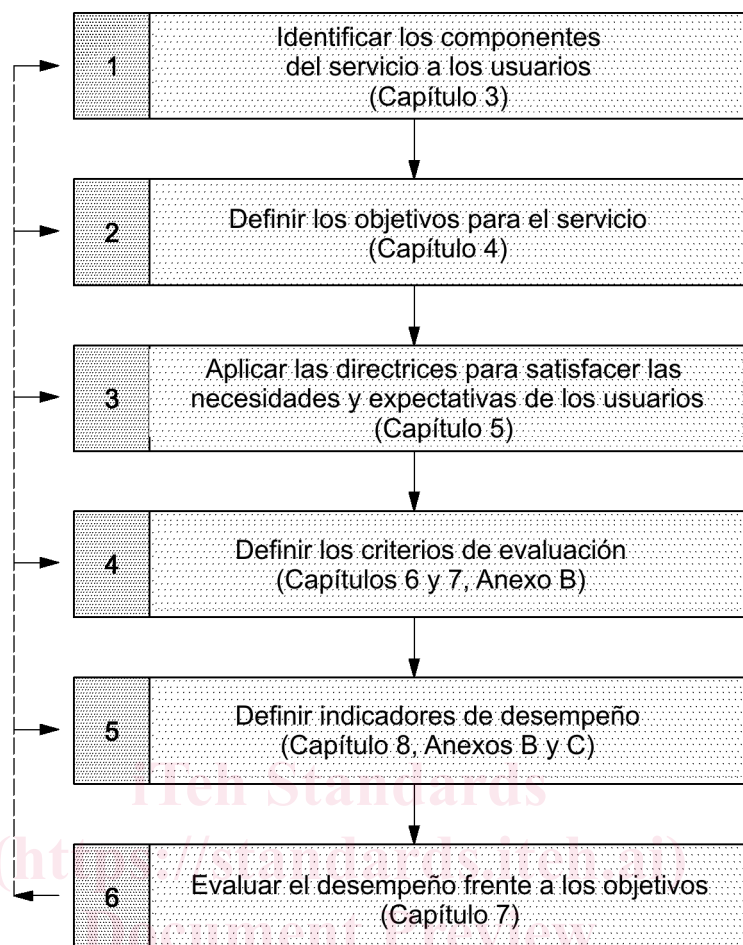 1
Identificar los componentes
del servicio a los usuarios
(Capítulo 3)
2
Definir los objetivos para el servicio
(Capítulo 4)
3
Aplicar las directrices para satisfacer las
necesidades y expectativas de los usuarios
(Capítulo 5)
4
Definir los criterios de evaluación
(Capítulos 6 y 7, Anexo B)
5
Definir indicadores de desempeño
(Capítulo 8, Anexos B y C)
iTeh Standards
(https://standards.iteh.ai)
6
Evaluar el desempeño frente a los objetivos
(Capítulo 7)
Document Preview